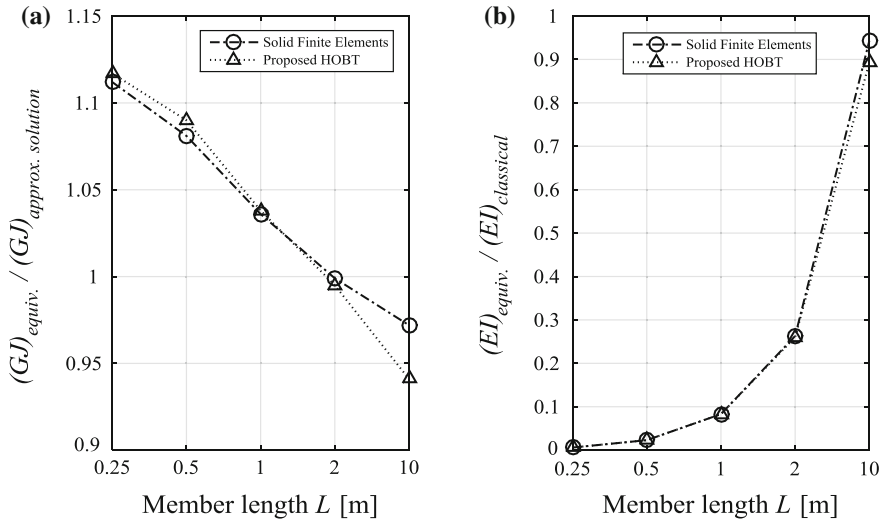 (a)
1.15
1.1
1.05
1
0.95
0.9
(GJ)equiv. / (GJ)approx. solution
Solid Finite Elements
Proposed HOBT
0.25 0.5 1 2 10
Member length L [m]
(b)
1
0.9
0.8
0.7
0.6
0.5
0.4
0.3
0.2
0.1
0
(EI)equiv. / (EI)classical
Solid Finite Elements
Proposed HOBT
0.25 0.5 1 2 10
Member length L [m]